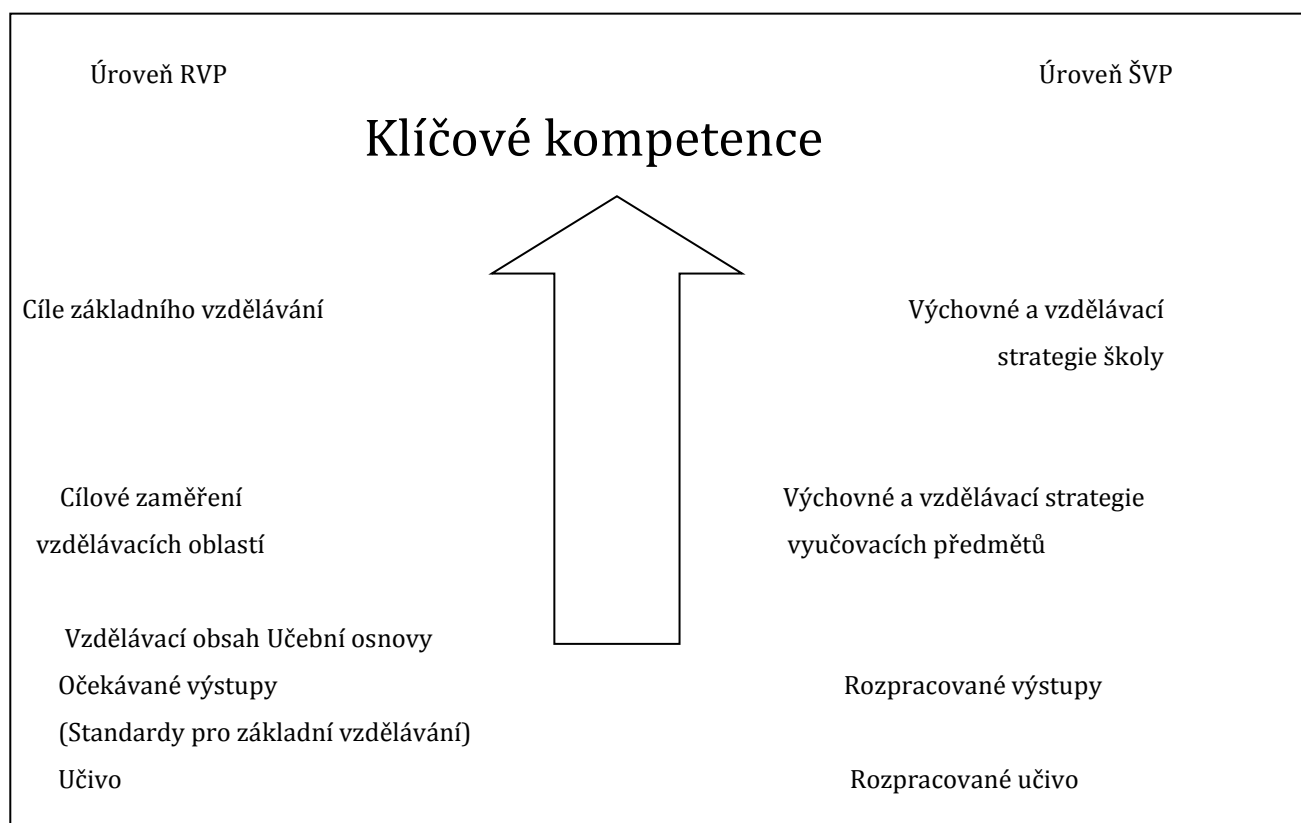 Úroveň RVP
Úroveň ŠVP
Klíčové kompetence
Cíle základního vzdělávání
Výchovné a vzdělávací
strategie školy
Cílové zaměření
vzdělávacích oblastí
Výchovné a vzdělávací strategie
vyučovacích předmětů
Vzdělávací obsah Učební osnovy
Očekávané výstupy
Rozpracované výstupy
(Standardy pro základní vzdělávání)
Učivo
Rozpracované učivo